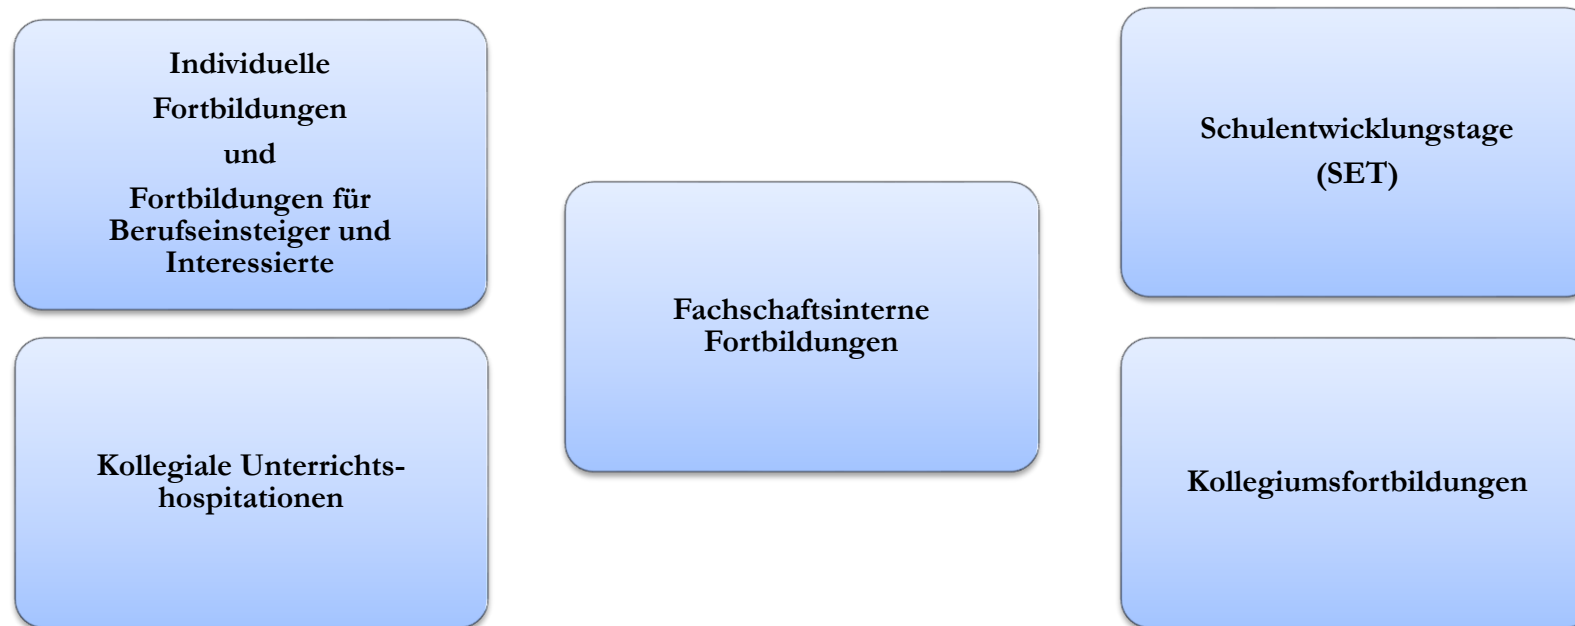 Individuelle
Fortbildungen
und
Fortbildungen für
Berufseinsteiger und
Interessierte
Kollegiale Unterrichts-
hospitationen
Fachschaftsinterne
Fortbildungen
Schulentwicklungstage
(SET)
Kollegiumsfortbildungen